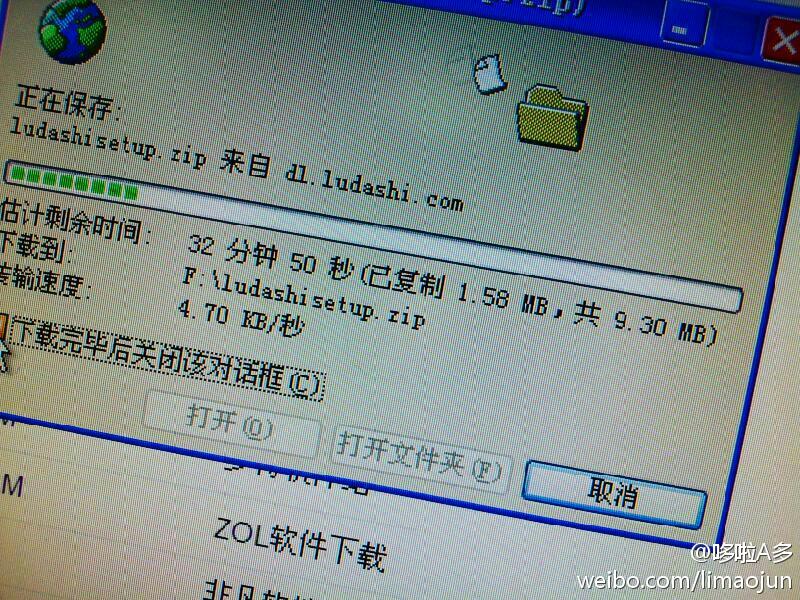 正在保存:
ludashisetup.zip 来自 dl.ludashi.com
估计剩余时间: 32 分钟 50 秒(已复制 1.58 MB，共 9.30 MB)
下载到: F:\ludashisetup.zip
传输速度: 4.70 KB/秒
下载完毕后关闭该对话框(C)
打开(O)
打开文件夹(F)
取消
M
ZOL软件下载
@哆啦A多
weibo.com/limaojun